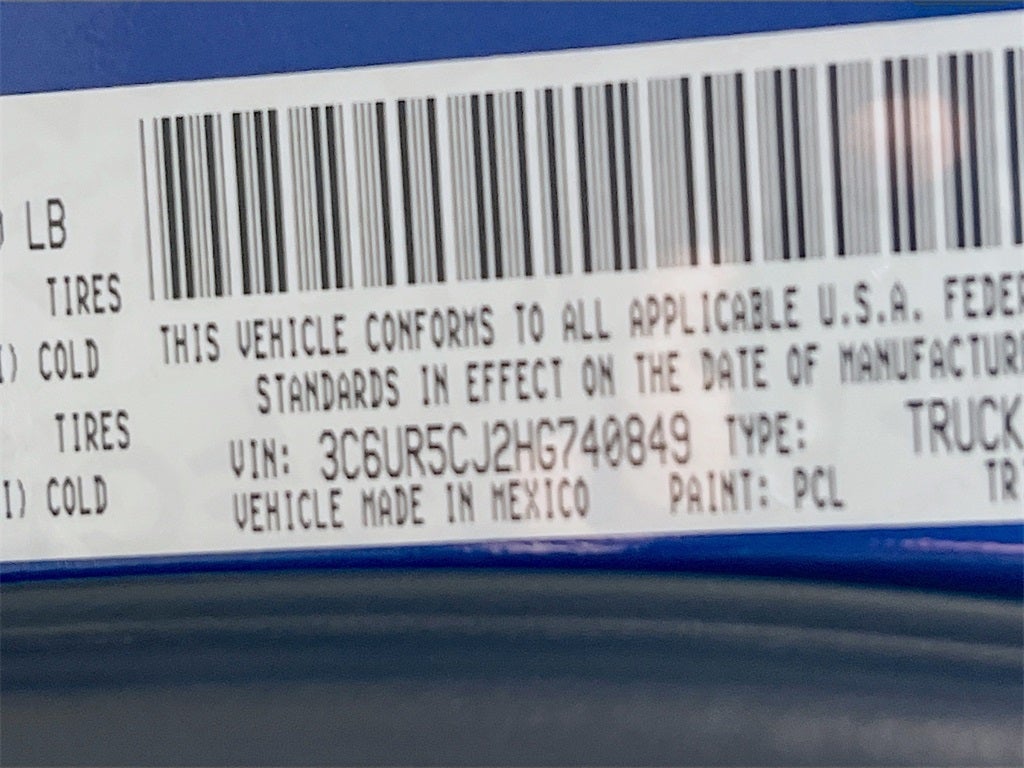 LB
TIRES
COLD
TIRES
I) COLD
THIS VEHICLE CONFORMS TO ALL APPLICABLE U.S.A. FEDER
STANDARDS IN EFFECT ON THE DATE OF MANUFACTUR
VIN: 3C6UR5CJ2HG740849 TYPE: TRUCK
VEHICLE MADE IN MEXICO PAINT: PCL TR